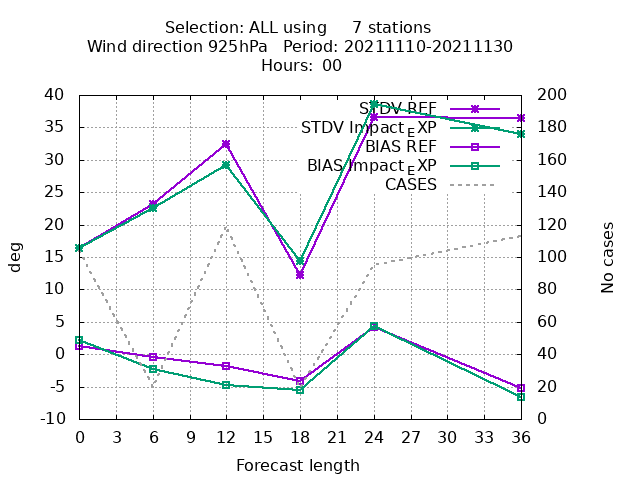 Selection: ALL using     7 stations
Wind direction 925hPa   Period: 20211110-20211130
Hours: 00
40 200
35 180
30 160
25 140
20 120
15 100
10 80
5 60
0 40
-5 20
-10 0
STDV REF
STDV Impact_EXP
BIAS REF
BIAS Impact_EXP
CASES
deg
No cases
0 3 6 9 12 15 18 21 24 27 30 33 36
Forecast length